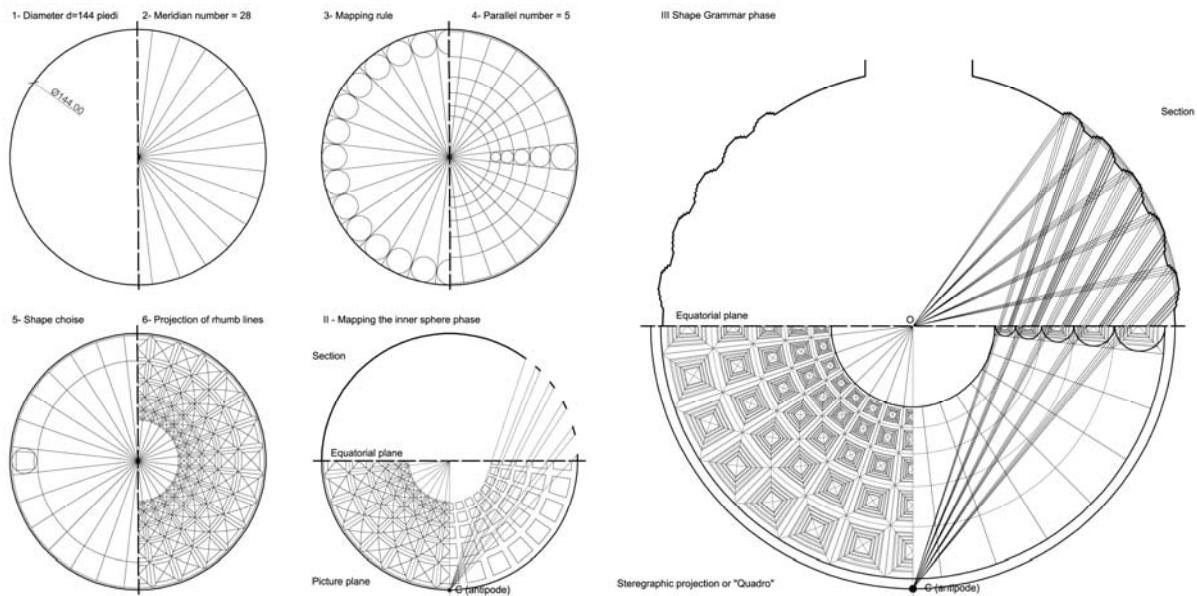 1- Diameter d=144 piedi
2- Meridian number = 28
3- Mapping rule
4- Parallel number = 5
III Shape Grammar phase
Ø144.00
Section
5- Shape choise
6- Projection of rhumb lines
II - Mapping the inner sphere phase
Section
Equatorial plane
Equatorial plane
O
Picture plane
C (antipode)
Steregraphic projection or "Quadro"
C (antipode)